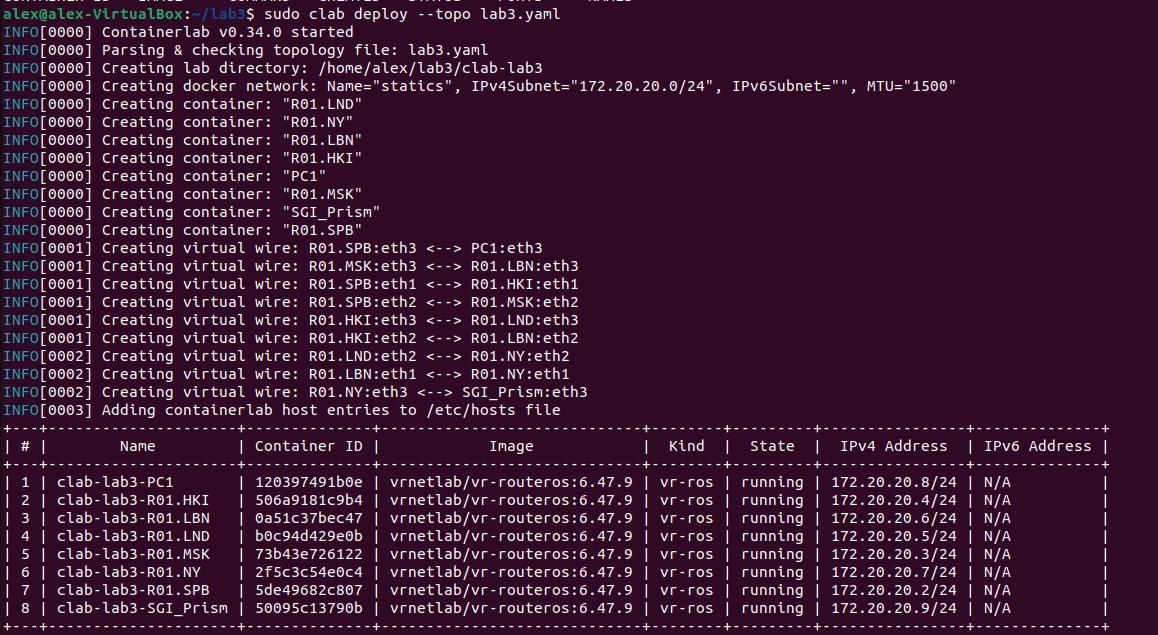 alex@alex-VirtualBox:~/lab3$ sudo clab deploy --topo lab3.yaml
INFO[0000] Containerlab v0.34.0 started
INFO[0000] Parsing & checking topology file: lab3.yaml
INFO[0000] Creating lab directory: /home/alex/lab3/clab-lab3
INFO[0000] Creating docker network: Name="statics", IPv4Subnet="172.20.20.0/24", IPv6Subnet="", MTU="1500"
INFO[0000] Creating container: "R01.LND"
INFO[0000] Creating container: "R01.NY"
INFO[0000] Creating container: "R01.LBN"
INFO[0000] Creating container: "R01.HKI"
INFO[0000] Creating container: "PC1"
INFO[0000] Creating container: "R01.MSK"
INFO[0000] Creating container: "SGI_Prism"
INFO[0000] Creating container: "R01.SPB"
INFO[0001] Creating virtual wire: R01.SPB:eth3 <--> PC1:eth3
INFO[0001] Creating virtual wire: R01.MSK:eth3 <--> R01.LBN:eth3
INFO[0001] Creating virtual wire: R01.SPB:eth1 <--> R01.HKI:eth1
INFO[0001] Creating virtual wire: R01.SPB:eth2 <--> R01.MSK:eth2
INFO[0001] Creating virtual wire: R01.HKI:eth3 <--> R01.LND:eth3
INFO[0001] Creating virtual wire: R01.HKI:eth2 <--> R01.LBN:eth2
INFO[0002] Creating virtual wire: R01.LND:eth2 <--> R01.NY:eth2
INFO[0002] Creating virtual wire: R01.LBN:eth1 <--> R01.NY:eth1
INFO[0002] Creating virtual wire: R01.NY:eth3 <--> SGI_Prism:eth3
INFO[0003] Adding containerlab host entries to /etc/hosts file
+---+---------------------+--------------+-----------------------------+--------+---------+----------------+--------------+
| # |        Name         | Container ID |            Image            |  Kind  |  State  |  IPv4 Address  | IPv6 Address |
+---+---------------------+--------------+-----------------------------+--------+---------+----------------+--------------+
| 1 | clab-lab3-PC1       | 120397491b0e | vrnetlab/vr-routeros:6.47.9 | vr-ros | running | 172.20.20.8/24 | N/A          |
| 2 | clab-lab3-R01.HKI   | 506a9181c9b4 | vrnetlab/vr-routeros:6.47.9 | vr-ros | running | 172.20.20.4/24 | N/A          |
| 3 | clab-lab3-R01.LBN   | 0a51c37bec47 | vrnetlab/vr-routeros:6.47.9 | vr-ros | running | 172.20.20.6/24 | N/A          |
| 4 | clab-lab3-R01.LND   | b0c94d429e0b | vrnetlab/vr-routeros:6.47.9 | vr-ros | running | 172.20.20.5/24 | N/A          |
| 5 | clab-lab3-R01.MSK   | 73b43e726122 | vrnetlab/vr-routeros:6.47.9 | vr-ros | running | 172.20.20.3/24 | N/A          |
| 6 | clab-lab3-R01.NY    | 2f5c3c54e0c4 | vrnetlab/vr-routeros:6.47.9 | vr-ros | running | 172.20.20.7/24 | N/A          |
| 7 | clab-lab3-R01.SPB   | 5de49682c807 | vrnetlab/vr-routeros:6.47.9 | vr-ros | running | 172.20.20.2/24 | N/A          |
| 8 | clab-lab3-SGI_Prism | 50095c13790b | vrnetlab/vr-routeros:6.47.9 | vr-ros | running | 172.20.20.9/24 | N/A          |
+---+---------------------+--------------+-----------------------------+--------+---------+----------------+--------------+